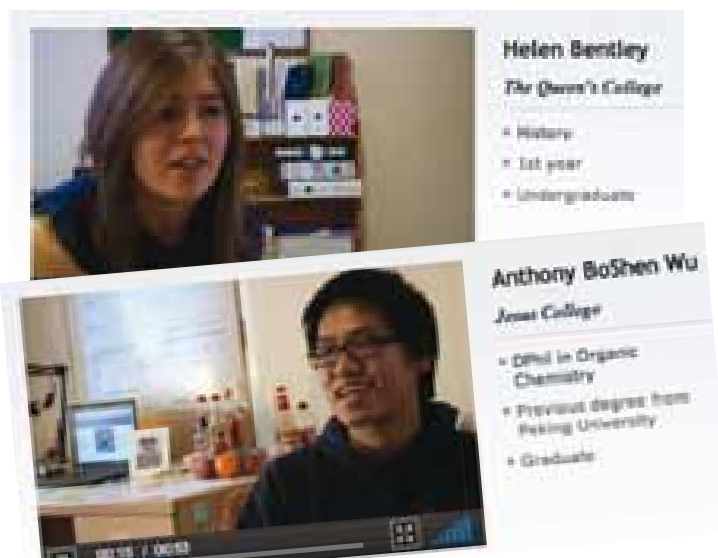 Helen Bentley
The Queen's College
• History
• 1st year
• Undergraduate
Anthony BoShen Wu
Jesus College
• DPhil in Organic
Chemistry
• Previous degree from
Peking University
• Graduate